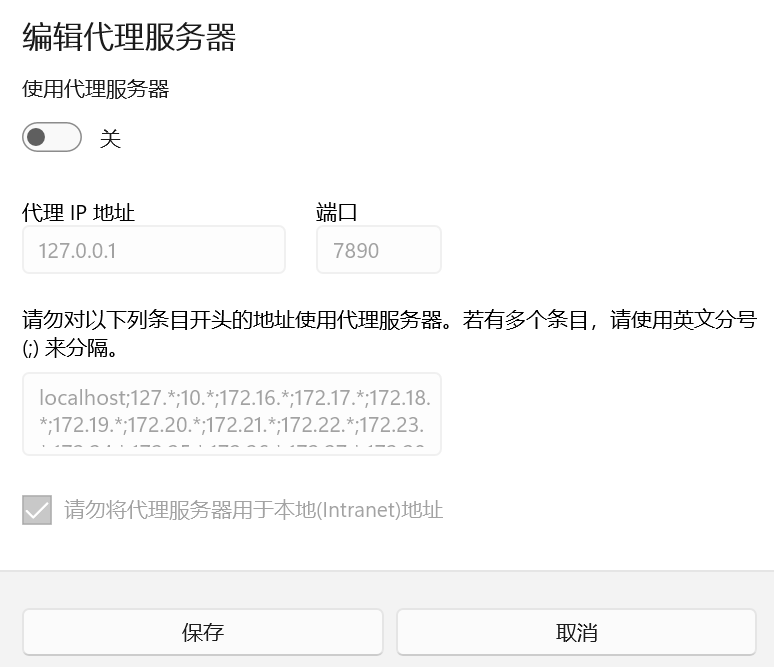 编辑代理服务器
使用代理服务器
关
代理 IP 地址
端口
127.0.0.1
7890
请勿对以下列条目开头的地址使用代理服务器。若有多个条目，请使用英文分号
(;) 来分隔。
localhost;127.*;10.*;172.16.*;172.17.*;172.18.
*;172.19.*;172.20.*;172.21.*;172.22.*;172.23.
请勿将代理服务器用于本地(Intranet)地址
保存
取消